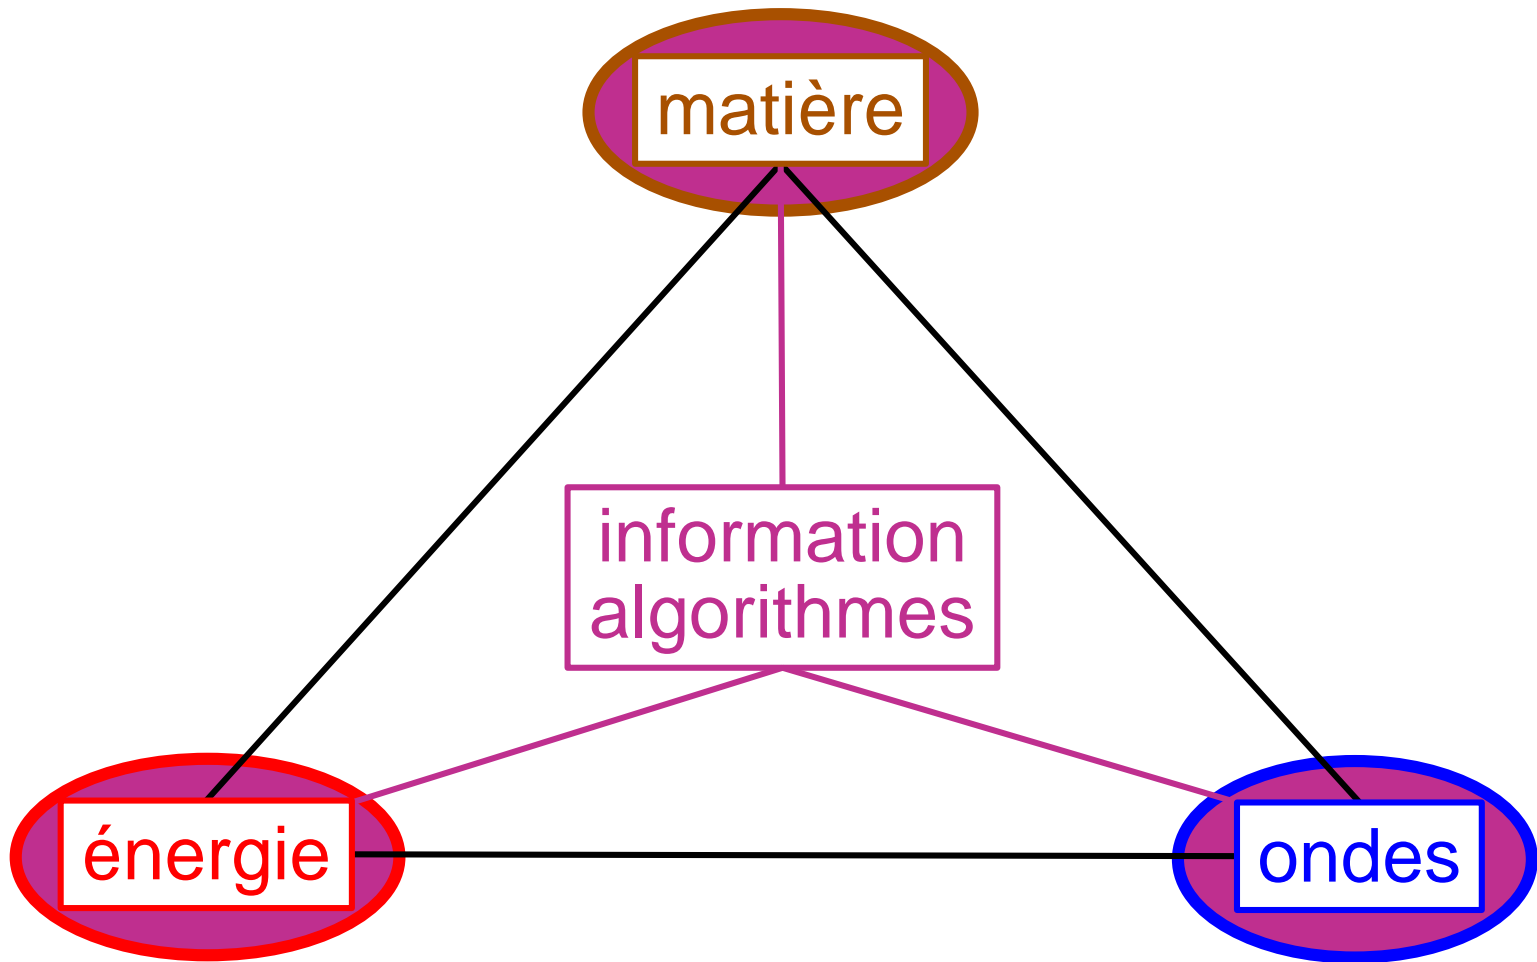 matière
information
algorithmes
énergie
ondes